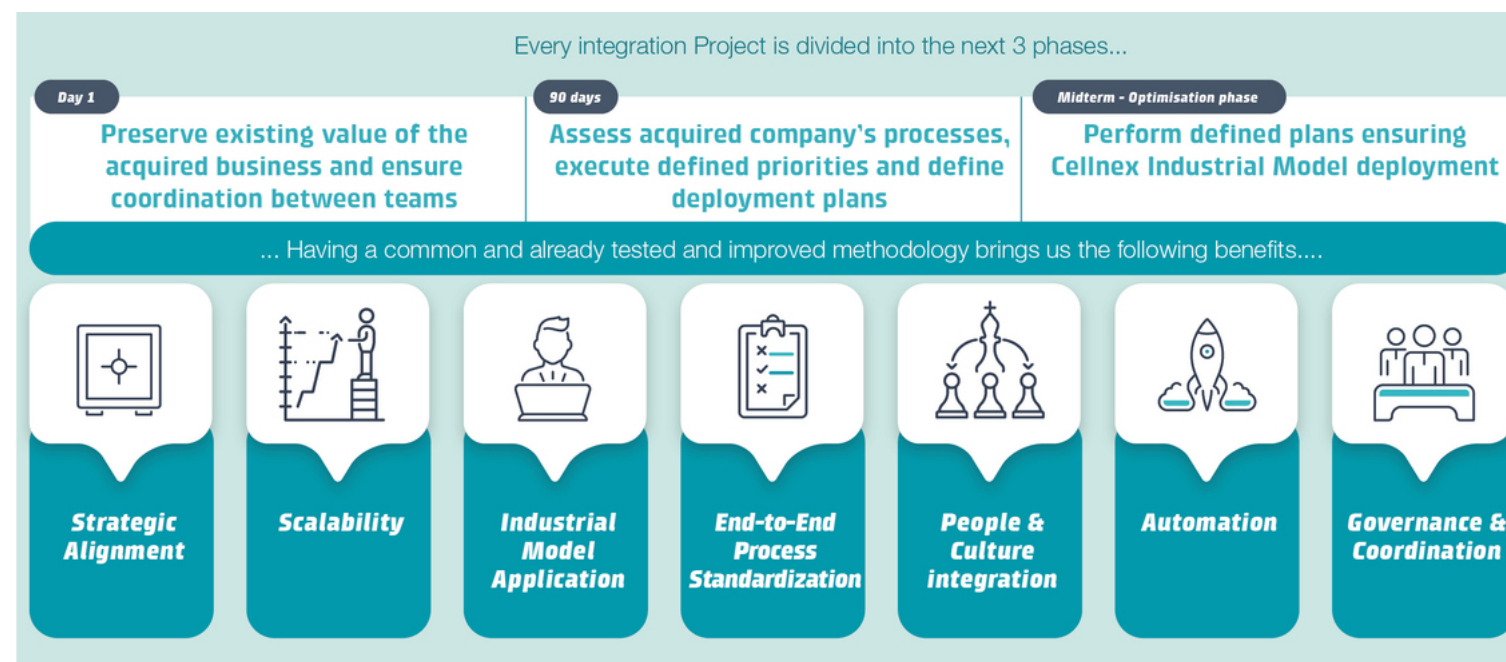 Every integration Project is divided into the next 3 phases...
Day 1
Preserve existing value of the
acquired business and ensure
coordination between teams
90 days
Assess acquired company's processes,
execute defined priorities and define
deployment plans
Midterm - Optimisation phase
Perform defined plans ensuring
Cellnex Industrial Model deployment
... Having a common and already tested and improved methodology brings us the following benefits....
Strategic
Alignment
Scalability
Industrial
Model
Application
End-to-End
Process
Standardization
People &
Culture
integration
Automation
Governance &
Coordination